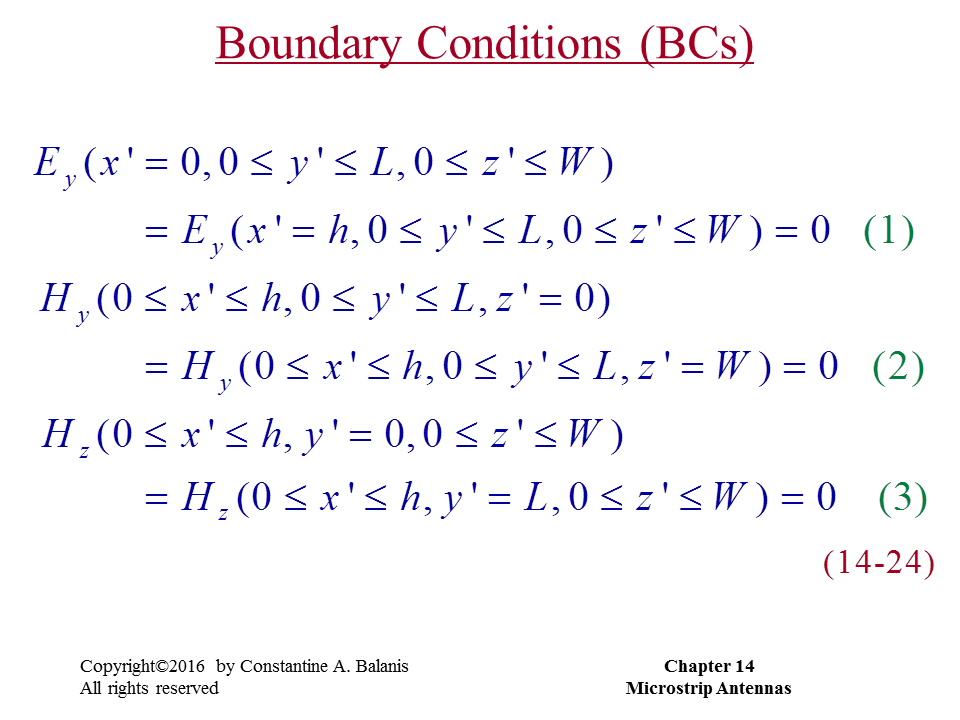 Boundary Conditions (BCs)
E_y(x' = 0, 0 ≤ y' ≤ L, 0 ≤ z' ≤ W)
= E_y(x' = h, 0 ≤ y' ≤ L, 0 ≤ z' ≤ W) = 0 (1)
H_y(0 ≤ x' ≤ h, 0 ≤ y' ≤ L, z' = 0)
= H_y(0 ≤ x' ≤ h, 0 ≤ y' ≤ L, z' = W) = 0 (2)
H_z(0 ≤ x' ≤ h, y' = 0, 0 ≤ z' ≤ W)
= H_z(0 ≤ x' ≤ h, y' = L, 0 ≤ z' ≤ W) = 0 (3)
(14-24)
Copyright©2016 by Constantine A. Balanis
All rights reserved
Chapter 14
Microstrip Antennas